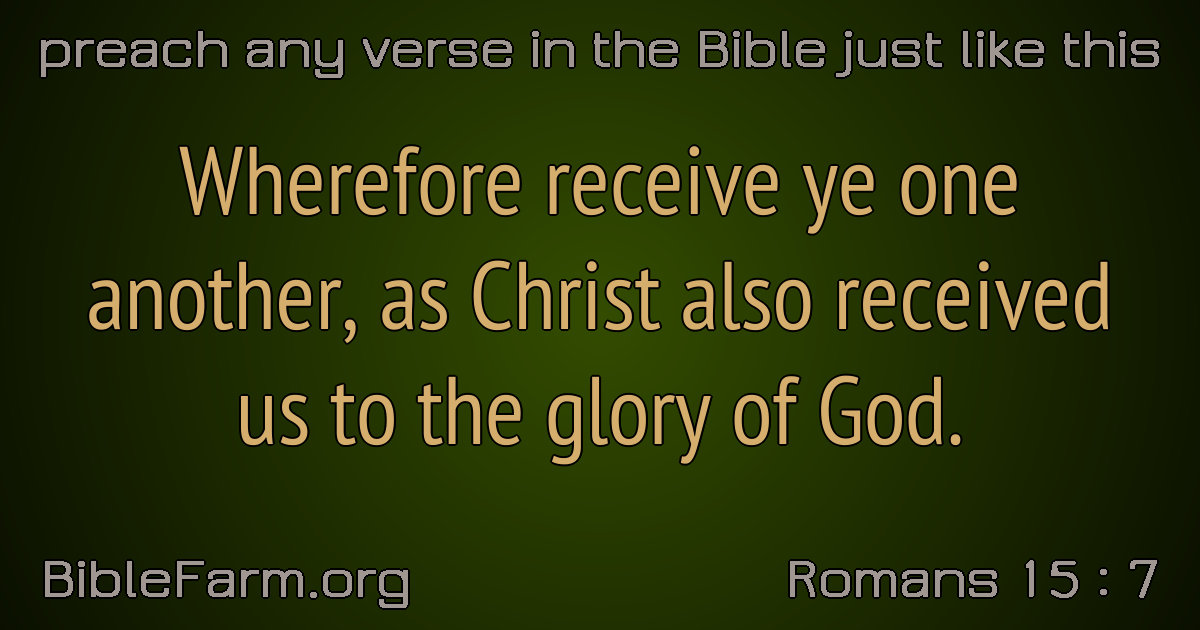 preach any verse in the Bible just like this
Wherefore receive ye one
another, as Christ also received
us to the glory of God.
BibleFarm.org
Romans 15 : 7